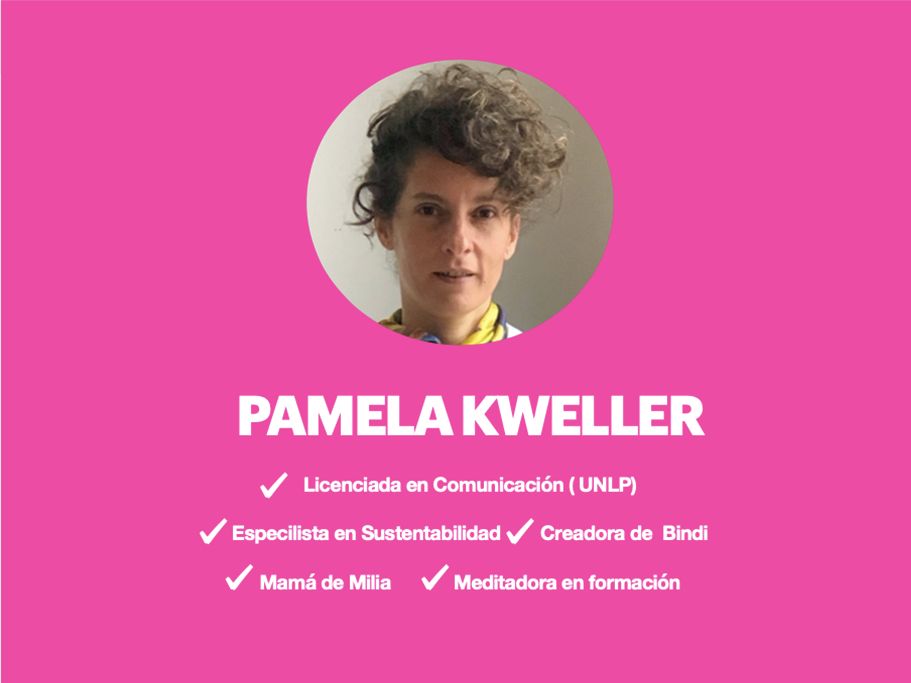 PAMELA KWELLER
Licenciada en Comunicación ( UNLP)
Especilista en Sustentabilidad Creadora de Bindi
Mamá de Milia Meditadora en formación